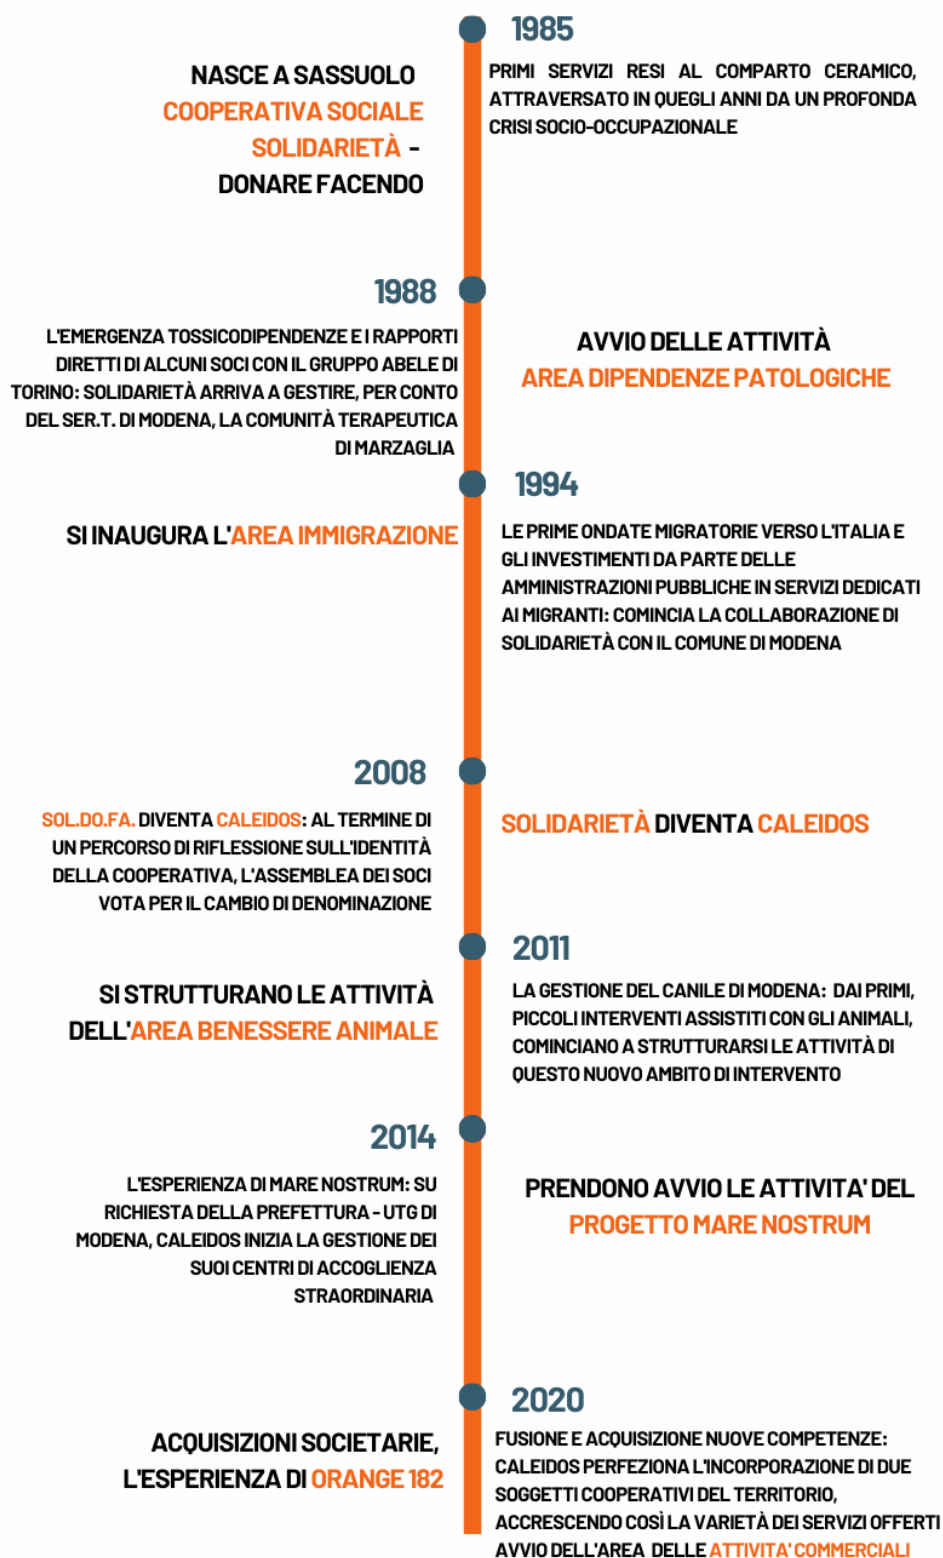 1985
NASCE A SASSUOLO
COOPERATIVA SOCIALE
SOLIDARIETÀ -
DONARE FACENDO
PRIMI SERVIZI RESI AL COMPARTO CERAMICO,
ATTRAVERSATO IN QUEGLI ANNI DA UN PROFONDA
CRISI SOCIO-OCCUPAZIONALE
1988
L'EMERGENZA TOSSICODIPENDENZE E I RAPPORTI
DIRETTI DI ALCUNI SOCI CON IL GRUPPO ABELE DI
TORINO: SOLIDARIETÀ ARRIVA A GESTIRE, PER CONTO
DEL SER.T. DI MODENA, LA COMUNITÀ TERAPEUTICA
DI MARZAGLIA
AVVIO DELLE ATTIVITÀ
AREA DIPENDENZE PATOLOGICHE
1994
SI INAUGURA L'AREA IMMIGRAZIONE
LE PRIME ONDATE MIGRATORIE VERSO L'ITALIA E
GLI INVESTIMENTI DA PARTE DELLE
AMMINISTRAZIONI PUBBLICHE IN SERVIZI DEDICATI
AI MIGRANTI: COMINCIA LA COLLABORAZIONE DI
SOLIDARIETÀ CON IL COMUNE DI MODENA
2008
SOL.DO.FA. DIVENTA CALEIDOS: AL TERMINE DI
UN PERCORSO DI RIFLESSIONE SULL'IDENTITÀ
DELLA COOPERATIVA, L'ASSEMBLEA DEI SOCI
VOTA PER IL CAMBIO DI DENOMINAZIONE
SOLIDARIETÀ DIVENTA CALEIDOS
2011
SI STRUTTURANO LE ATTIVITÀ
DELL'AREA BENESSERE ANIMALE
LA GESTIONE DEL CANILE DI MODENA: DAI PRIMI,
PICCOLI INTERVENTI ASSISTITI CON GLI ANIMALI,
COMINCIANO A STRUTTURARSI LE ATTIVITÀ DI
QUESTO NUOVO AMBITO DI INTERVENTO
2014
L'ESPERIENZA DI MARE NOSTRUM: SU
RICHIESTA DELLA PREFETTURA - UTG DI
MODENA, CALEIDOS INIZIA LA GESTIONE DEI
SUOI CENTRI DI ACCOGLIENZA
STRAORDINARIA
PRENDONO AVVIO LE ATTIVITA' DEL
PROGETTO MARE NOSTRUM
2020
ACQUISIZIONI SOCIETARIE,
L'ESPERIENZA DI ORANGE 182
FUSIONE E ACQUISIZIONE NUOVE COMPETENZE:
CALEIDOS PERFEZIONA L'INCORPORAZIONE DI DUE
SOGGETTI COOPERATIVI DEL TERRITORIO,
ACCRESCENDO COSÌ LA VARIETÀ DEI SERVIZI OFFERTI
AVVIO DELL'AREA DELLE ATTIVITA' COMMERCIALI